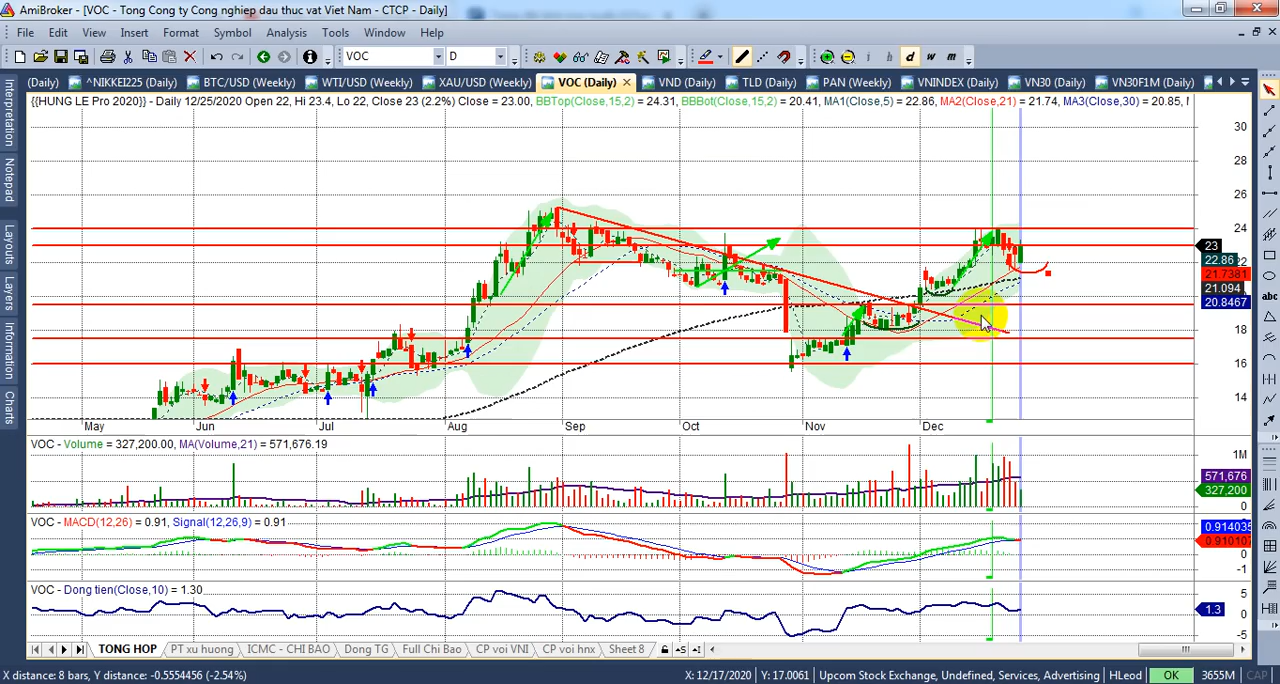 AmiBroker - [VOC - Tong Cong ty Cong nghiep dau thuc vat Viet Nam - CTCP - Daily]
File Edit View Insert Format Symbol Analysis Tools Window Help
VOC D i h d w m
(Daily) ^NIKKEI225 (Daily) BTC/USD (Weekly) WTI/USD (Weekly) XAU/USD (Weekly) VOC (Daily) VND (Daily) TLD (Daily) PAN (Weekly) VNINDEX (Daily) VN30 (Daily) VN30F1M (Daily)
{{HUNG LE Pro 2020}} - Daily 12/25/2020 Open 22, Hi 23.4, Lo 22, Close 23 (2.2%) Close = 23.00, BBTop(Close,15,2) = 24.31, BBBot(Close,15,2) = 20.41, MA1(Close,5) = 22.86, MA2(Close,21) = 21.74, MA3(Close,30) = 20.85,
Interpretation
Notepad
Layouts
Layers
Information
Charts
abc
30
28
26
24
23
22.86
22
21.7381
21.094
20.8467
18
16
14
May Jun Jul Aug Sep Oct Nov Dec
VOC - Volume = 327,200.00, MA(Volume,21) = 571,676.19
1M
571,676
327,200
VOC - MACD(12,26) = 0.91, Signal(12,26,9) = 0.91
0.914035
0.910107
0
-1
VOC - Dong tien(Close,10) = 1.30
5
1.3
0
-5
TONG HOP PT xu huong ICMC - CHI BAO Dong TG Full Chi Bao CP voi VNI CP voi hnx Sheet 8
X distance: 8 bars, Y distance: -0.5554456 (-2.54%) X: 12/17/2020 Y: 17.0061 Upcom Stock Exchange, Undefined, Services, Advertising HLeod OK 3655M CAP